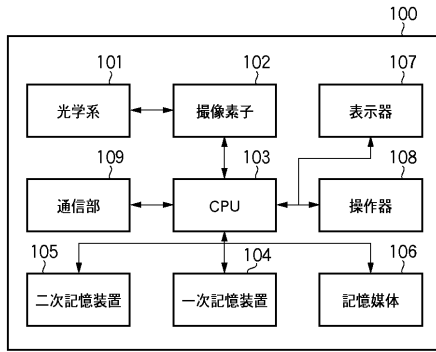 100
101
102
107
光学系
撮像素子
表示器
109
103
108
通信部
CPU
操作器
105
104
106
二次記憶装置
一次記憶装置
記憶媒体